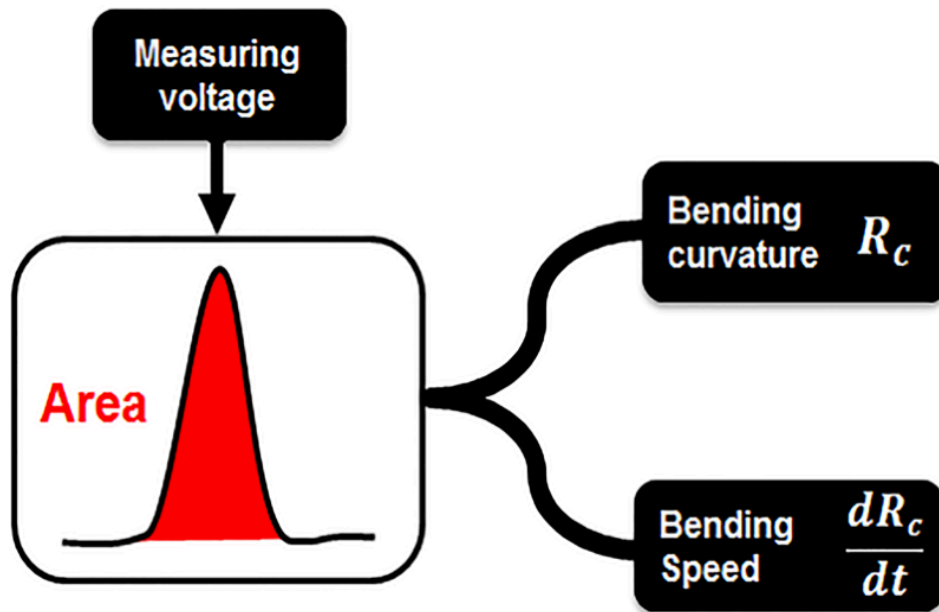 Measuring
voltage
Area
Bending
curvature R_c
Bending
Speed dR_c/dt